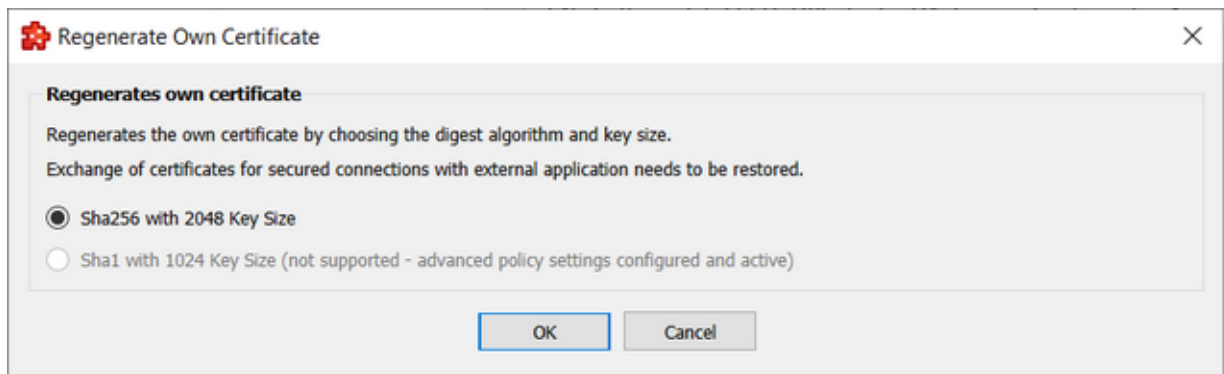 Regenerate Own Certificate
Regenerates own certificate
Regenerates the own certificate by choosing the digest algorithm and key size.
Exchange of certificates for secured connections with external application needs to be restored.
Sha256 with 2048 Key Size
Sha1 with 1024 Key Size (not supported - advanced policy settings configured and active)
OK Cancel